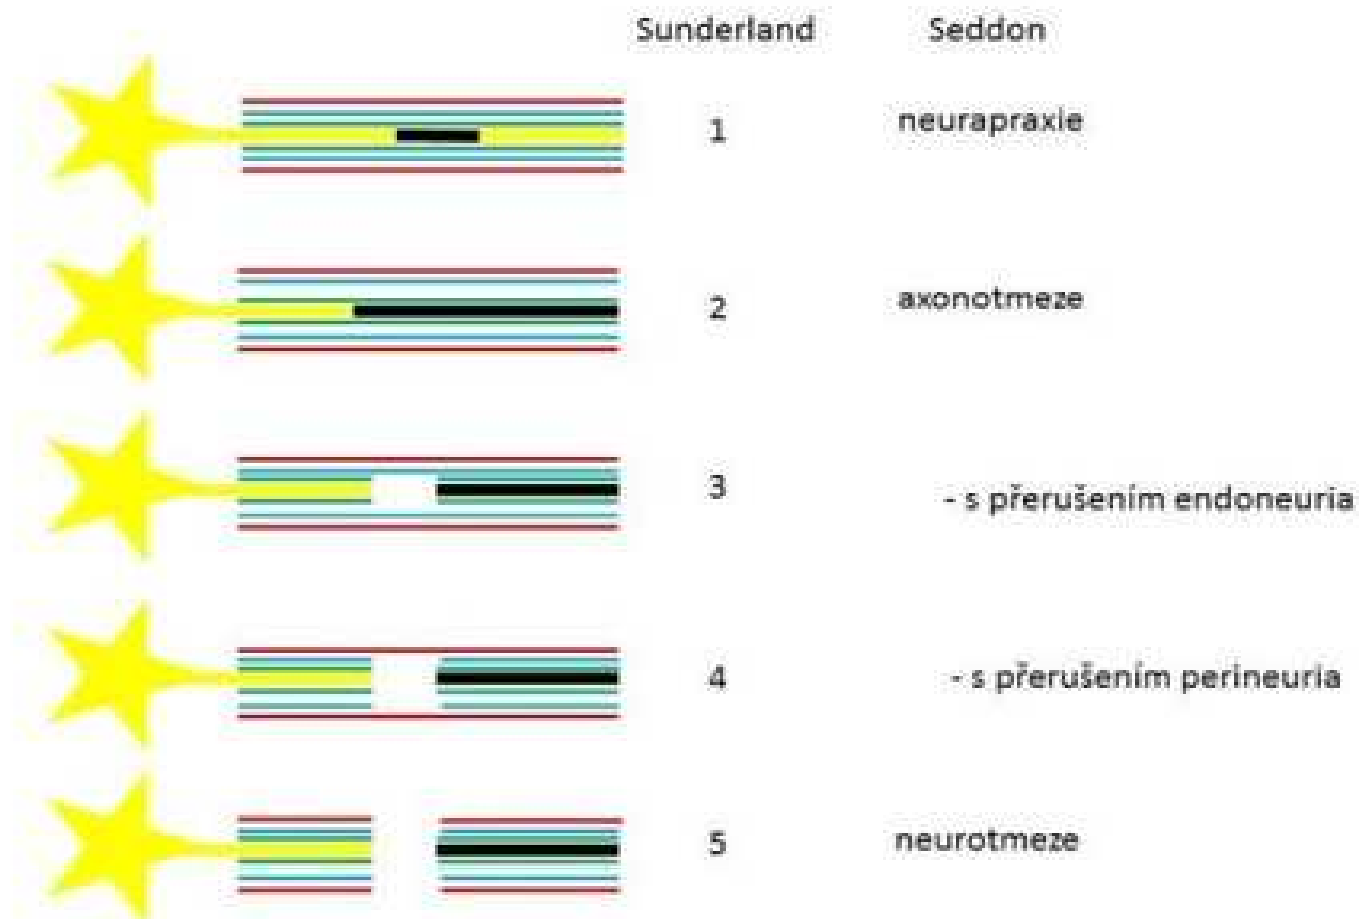 Sunderland Seddon
1 neurapraxie
2 axonotmeze
3 - s přerušením endoneuria
4 - s přerušením perineuria
5 neurotmeze